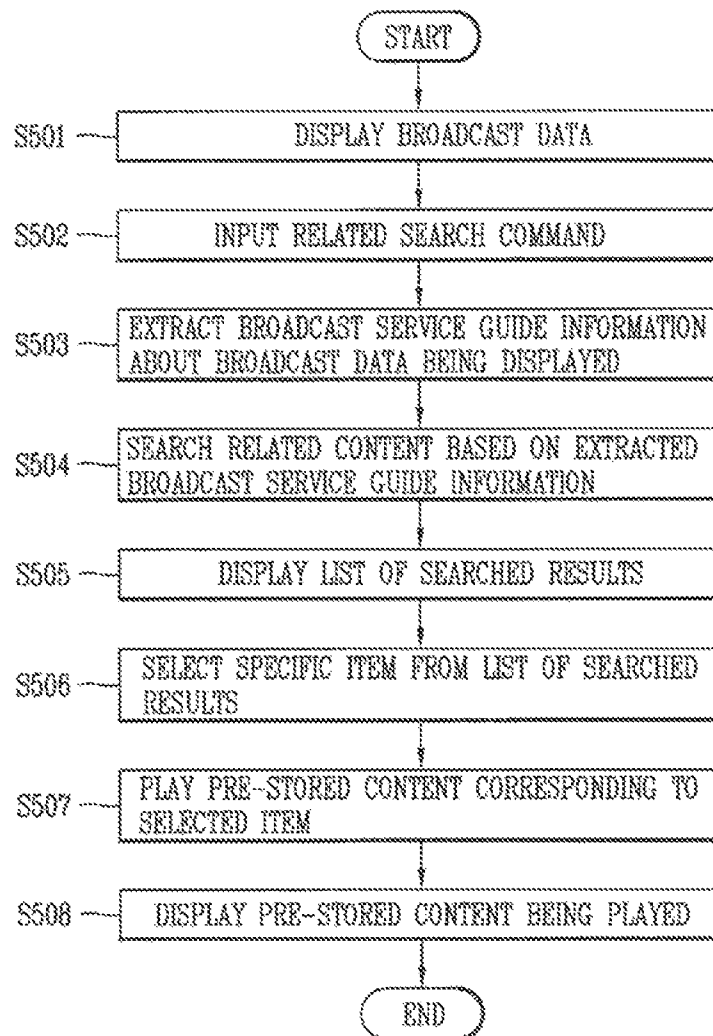 START
S501
DISPLAY BROADCAST DATA
S502
INPUT RELATED SEARCH COMMAND
S503
EXTRACT BROADCAST SERVICE GUIDE INFORMATION
ABOUT BROADCAST DATA BEING DISPLAYED
S504
SEARCH RELATED CONTENT BASED ON EXTRACTED
BROADCAST SERVICE GUIDE INFORMATION
S505
DISPLAY LIST OF SEARCHED RESULTS
S506
SELECT SPECIFIC ITEM FROM LIST OF SEARCHED
RESULTS
S507
PLAY PRE-STORED CONTENT CORRESPONDING TO
SELECTED ITEM
S508
DISPLAY PRE-STORED CONTENT BEING PLAYED
END